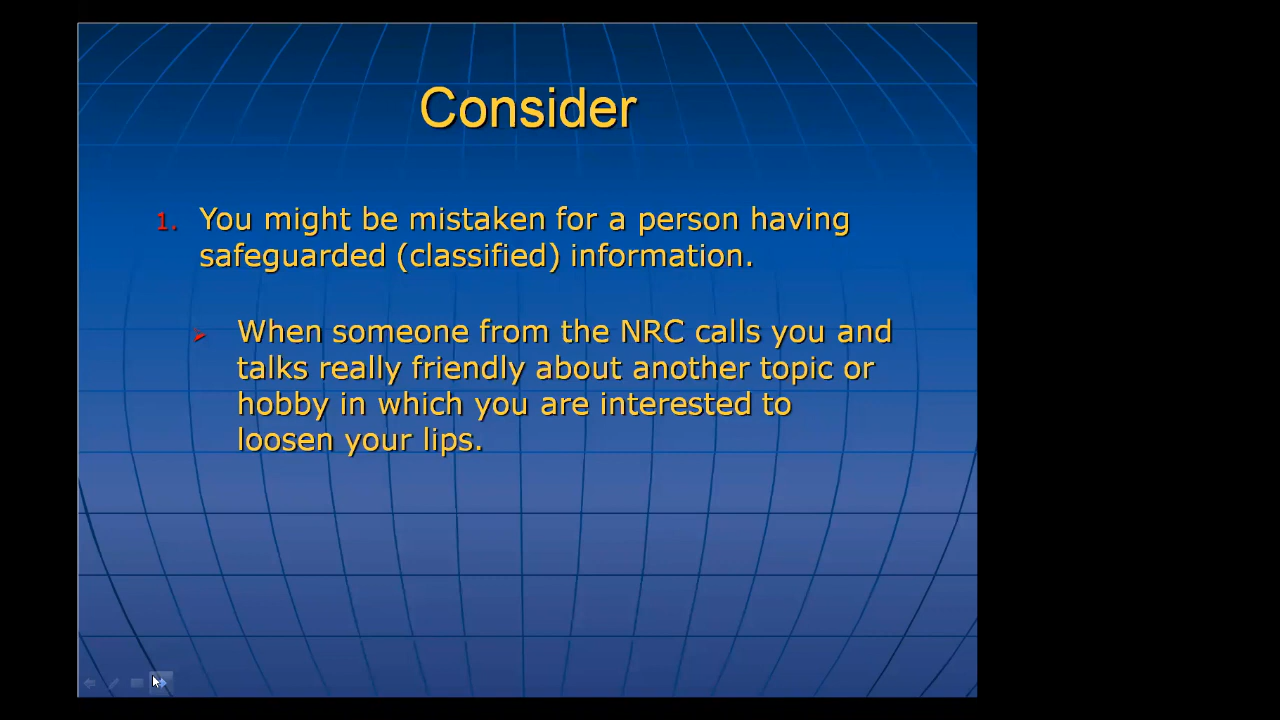 Consider
1. You might be mistaken for a person having
safeguarded (classified) information.
➢ When someone from the NRC calls you and
talks really friendly about another topic or
hobby in which you are interested to
loosen your lips.